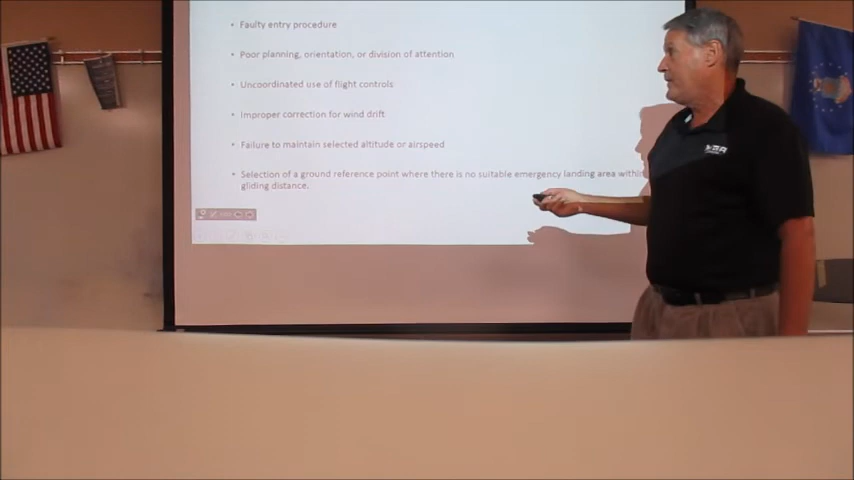 Faulty entry procedure
Poor planning, orientation, or division of attention
Uncoordinated use of flight controls
Improper correction for wind drift
Failure to maintain selected altitude or airspeed
Selection of a ground reference point where there is no suitable emergency landing area within
gliding distance.